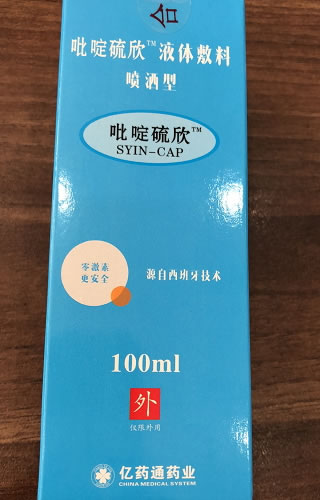 吡啶硫欣™液体敷料
喷洒型
吡啶硫欣™
SYIN-CAP
零激素
更安全
源自西班牙技术
100ml
外
仅限外用
亿药通药业
CHINA MEDICAL SYSTEM